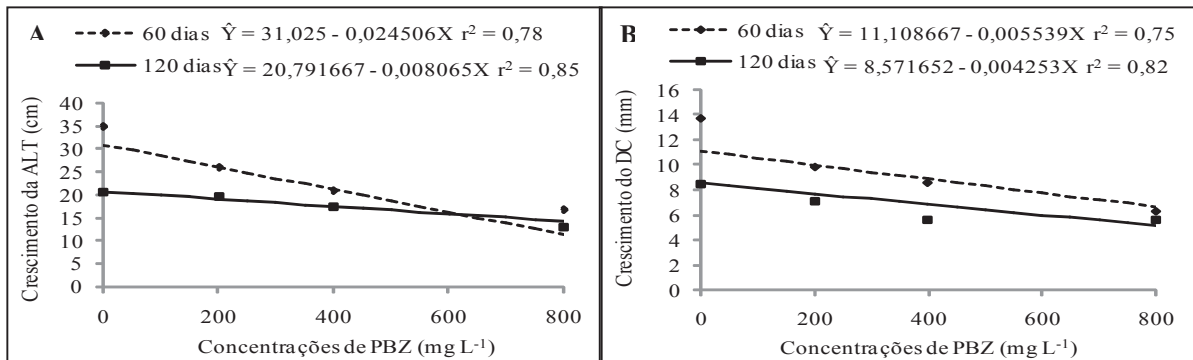 A
60 dias Ŷ = 31,025 - 0,024506X r² = 0,78
120 dias Ŷ = 20,791667 - 0,008065X r² = 0,85
Crescimento da ALT (cm)
40
35
30
25
20
15
10
5
0
0 200 400 600 800
Concentrações de PBZ (mg L⁻¹)
B
60 dias Ŷ = 11,108667 - 0,005539X r² = 0,75
120 dias Ŷ = 8,571652 - 0,004253X r² = 0,82
Crescimento do DC (mm)
16
14
12
10
8
6
4
2
0
0 200 400 600 800
Concentrações de PBZ (mg L⁻¹)